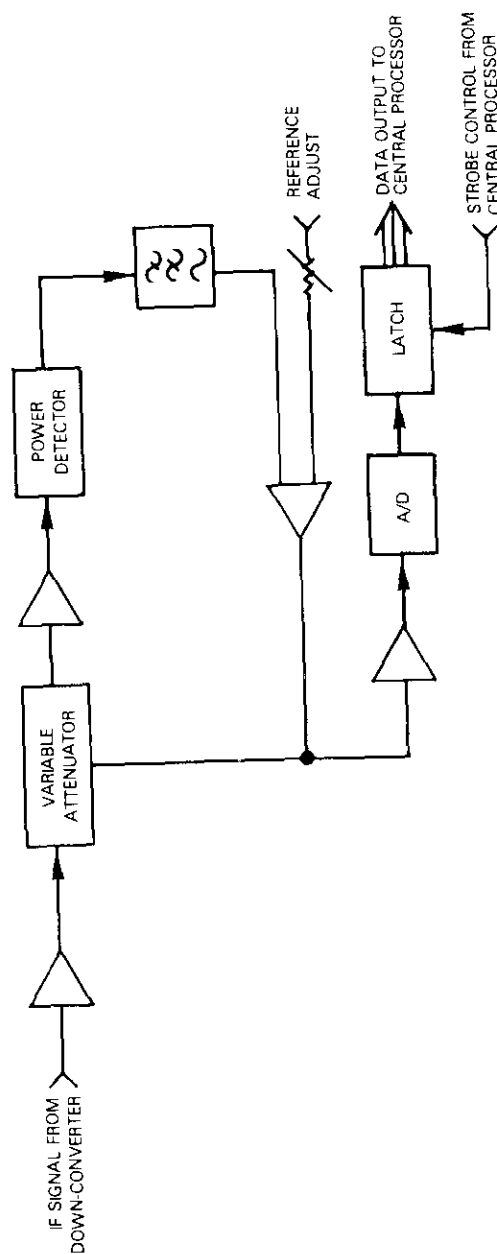 IF SIGNAL FROM
DOWN-CONVERTER
VARIABLE
ATTENUATOR
POWER
DETECTOR
REFERENCE
ADJUST
A/D
LATCH
DATA OUTPUT TO
CENTRAL PROCESSOR
STROBE CONTROL FROM
CENTRAL PROCESSOR